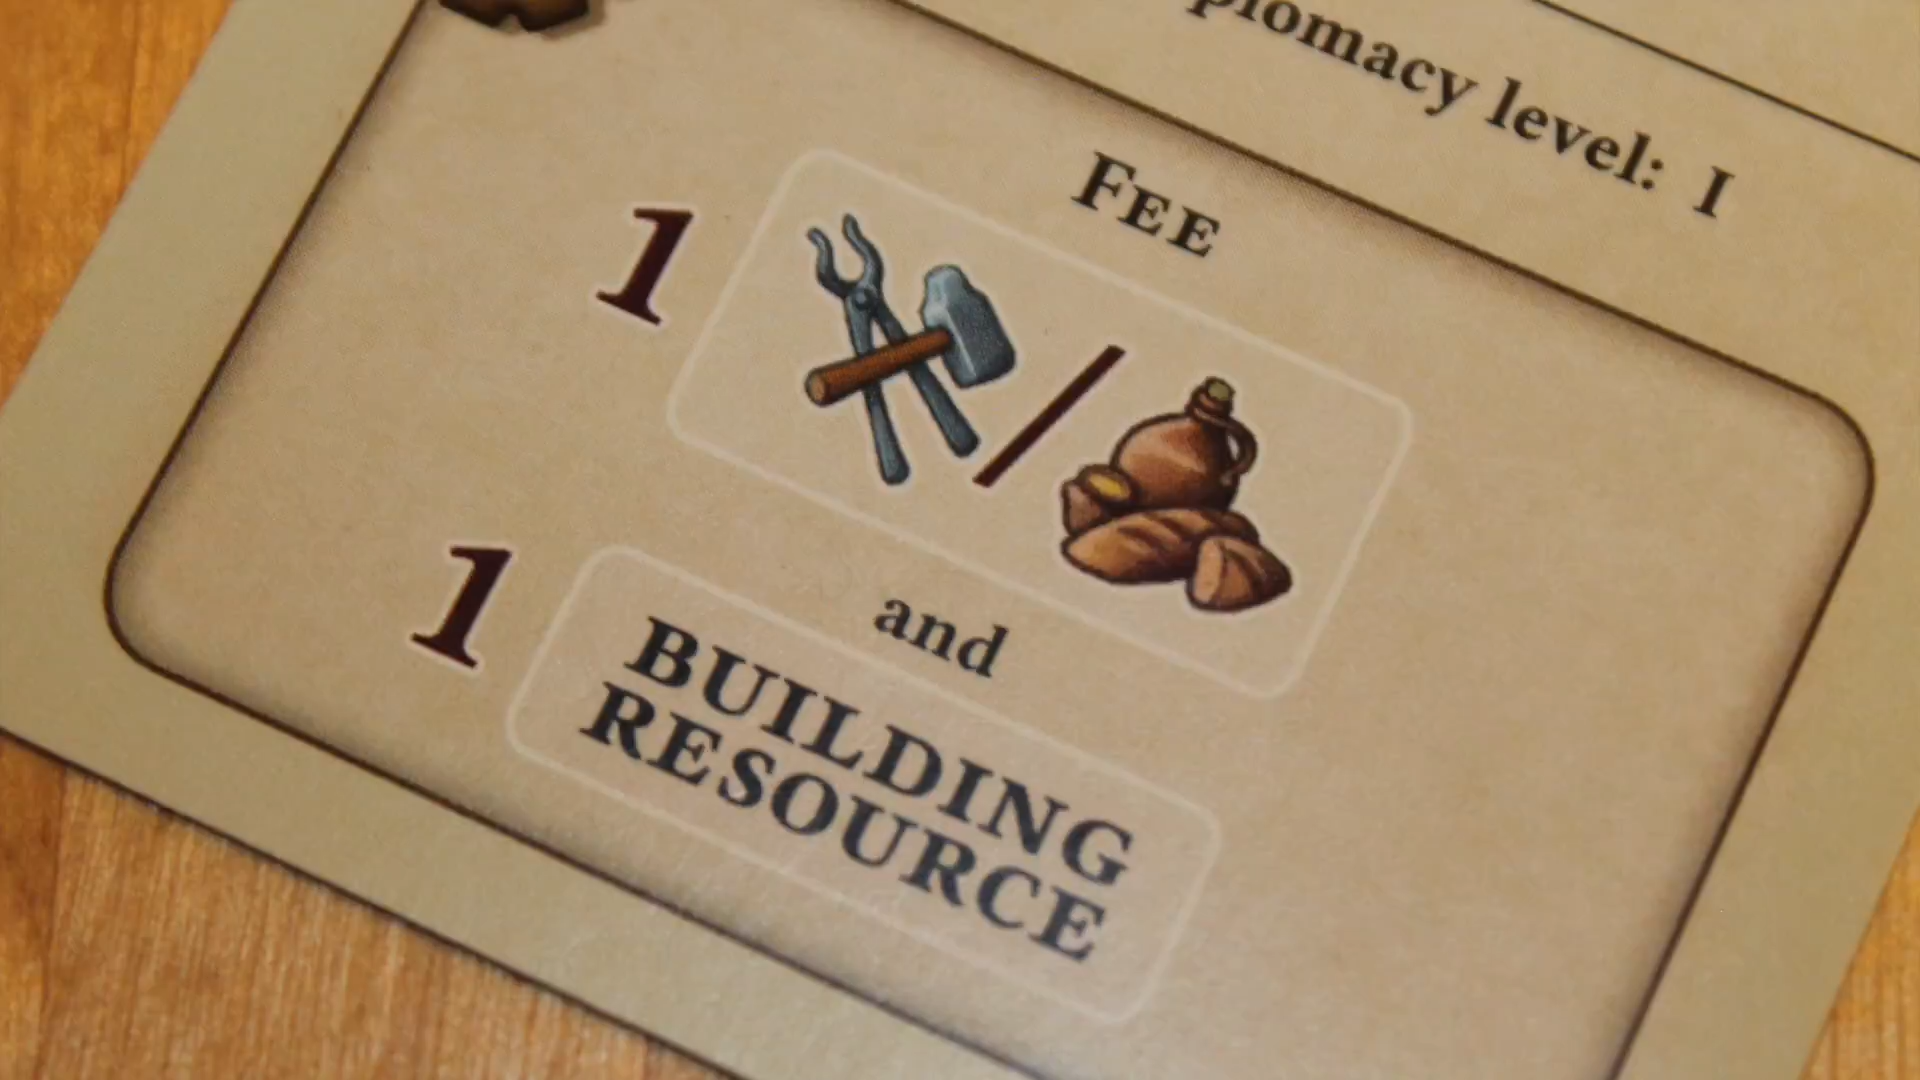 plomacy level: I
FEE
1 /
and
1 BUILDING
RESOURCE